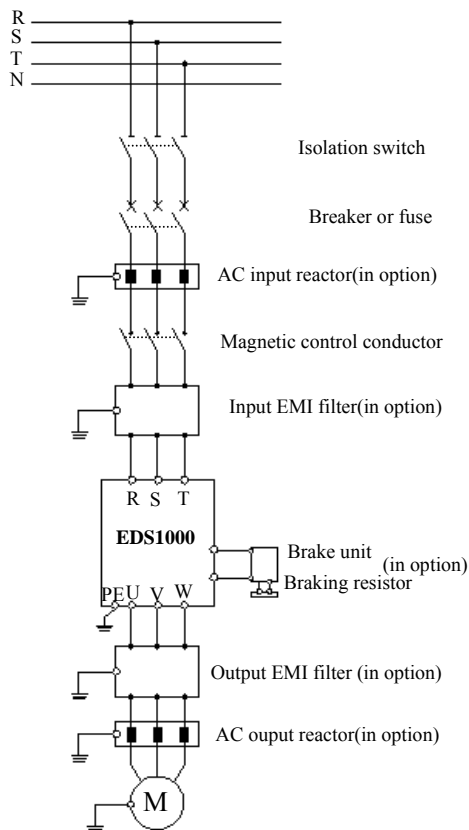 R
S
T
N
Isolation switch
Breaker or fuse
AC input reactor(in option)
Magnetic control conductor
Input EMI filter(in option)
R S T
EDS1000
Brake unit (in option)
Braking resistor
PE U V W
Output EMI filter (in option)
AC ouput reactor(in option)
M